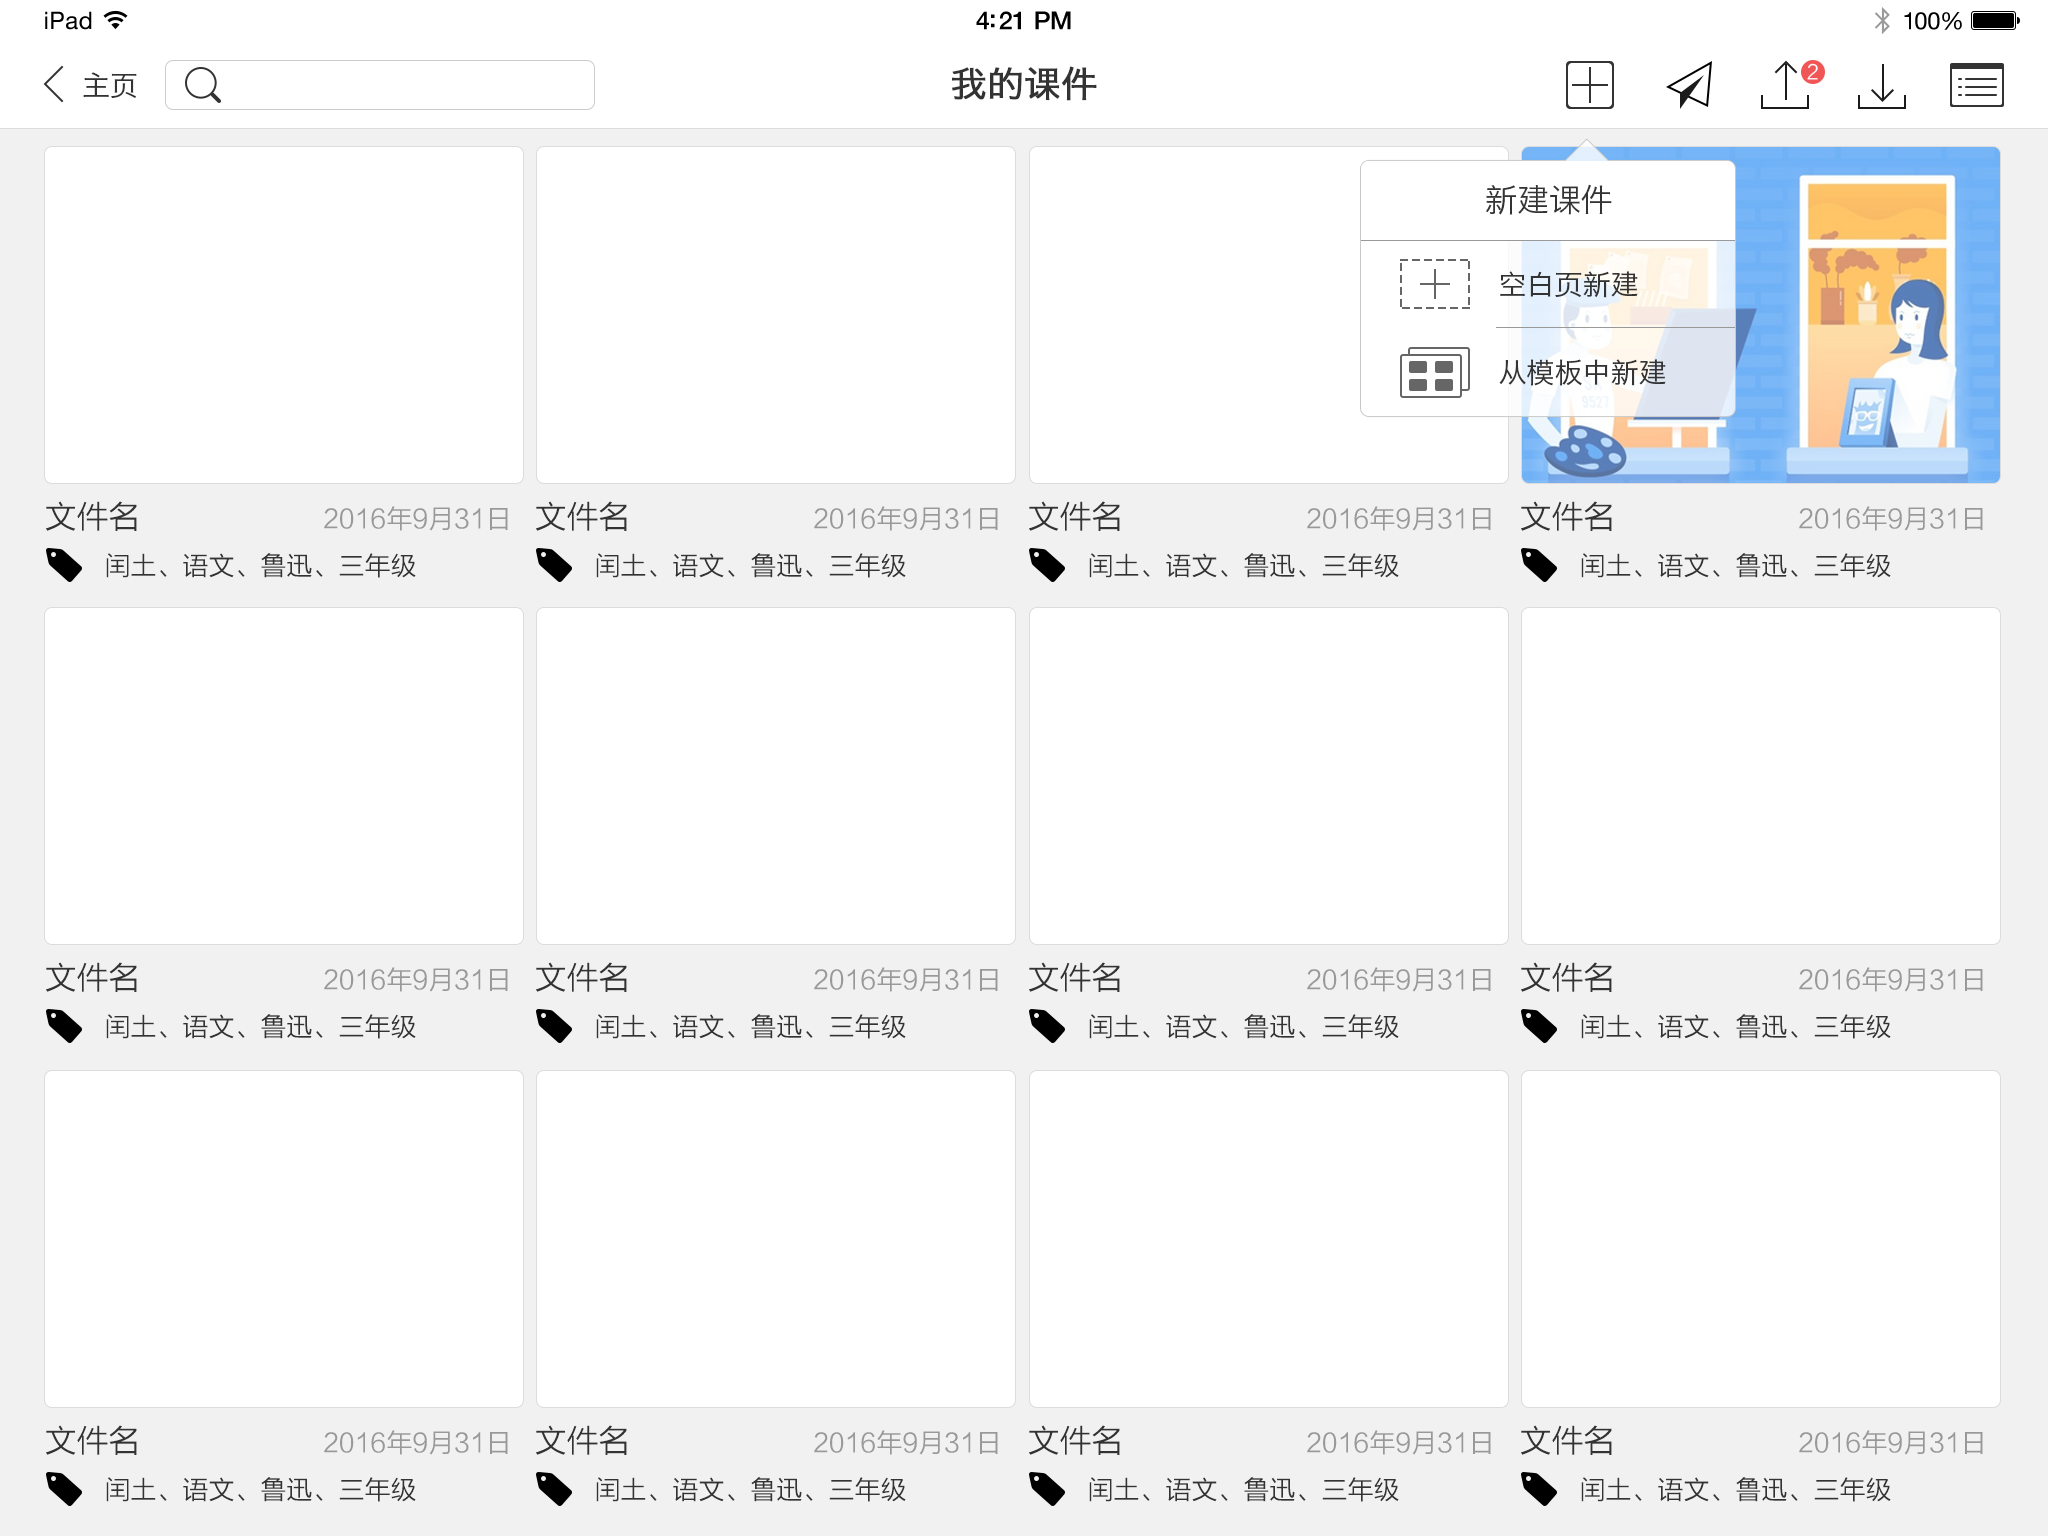 iPad 4:21 PM 100%
主页 我的课件 2
新建课件
空白页新建
从模板中新建
9527
文件名 2016年9月31日 文件名 2016年9月31日 文件名 2016年9月31日 文件名 2016年9月31日
闰土、语文、鲁迅、三年级 闰土、语文、鲁迅、三年级 闰土、语文、鲁迅、三年级 闰土、语文、鲁迅、三年级
文件名 2016年9月31日 文件名 2016年9月31日 文件名 2016年9月31日 文件名 2016年9月31日
闰土、语文、鲁迅、三年级 闰土、语文、鲁迅、三年级 闰土、语文、鲁迅、三年级 闰土、语文、鲁迅、三年级
文件名 2016年9月31日 文件名 2016年9月31日 文件名 2016年9月31日 文件名 2016年9月31日
闰土、语文、鲁迅、三年级 闰土、语文、鲁迅、三年级 闰土、语文、鲁迅、三年级 闰土、语文、鲁迅、三年级